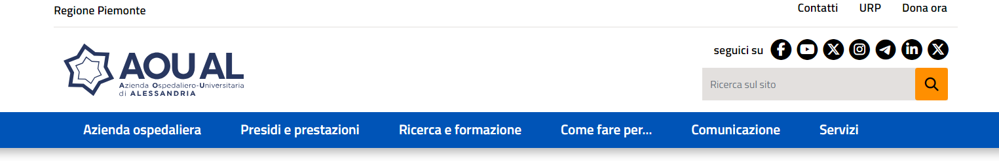 Regione Piemonte
Contatti URP Dona ora
AOU AL
Azienda Ospedaliero-Universitaria
di ALESSANDRIA
seguici su
Ricerca sul sito
Azienda ospedaliera Presidi e prestazioni Ricerca e formazione Come fare per... Comunicazione Servizi